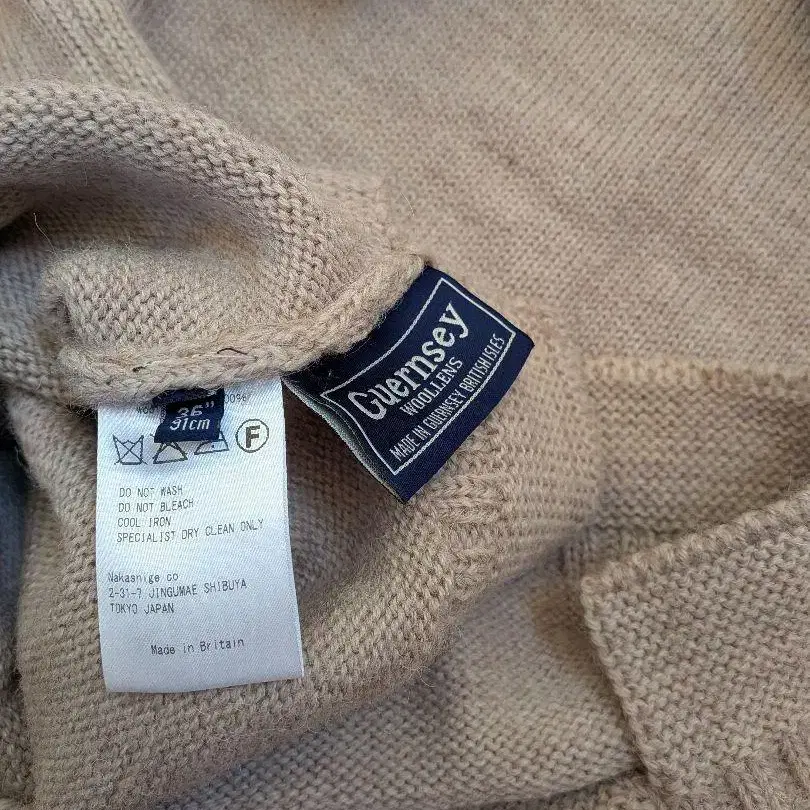 Guernsey
WOOLLENS
MADE IN GUERNSEY BRITISH ISLES
36"
91cm
F
DO NOT WASH
DO NOT BLEACH
COOL IRON
SPECIALIST DRY CLEAN ONLY
Nakashige co
2-31-7 JINGUMAE SHIBUYA
TOKYO JAPAN
Made in Britain